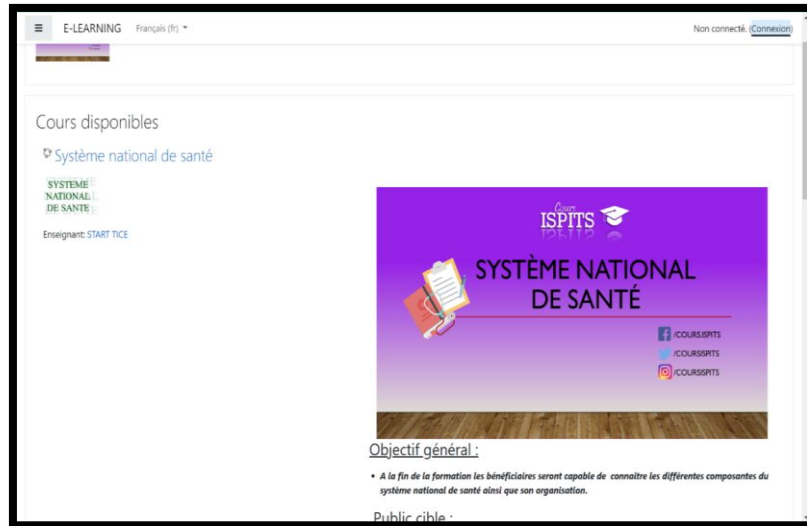 E-LEARNING Français (fr)
Non connecté. (Connexion)
Cours disponibles
Système national de santé
SYSTEME
NATIONAL
DE SANTE
Enseignant: START TICE
Cours
ISPITS
SYSTÈME NATIONAL
DE SANTÉ
/COURS.ISPITS
/COURSISPITS
/COURSISPITS
Objectif général :
• A la fin de la formation les bénéficiaires seront capable de connaitre les différentes composantes du
système national de santé ainsi que son organisation.
Public cible :